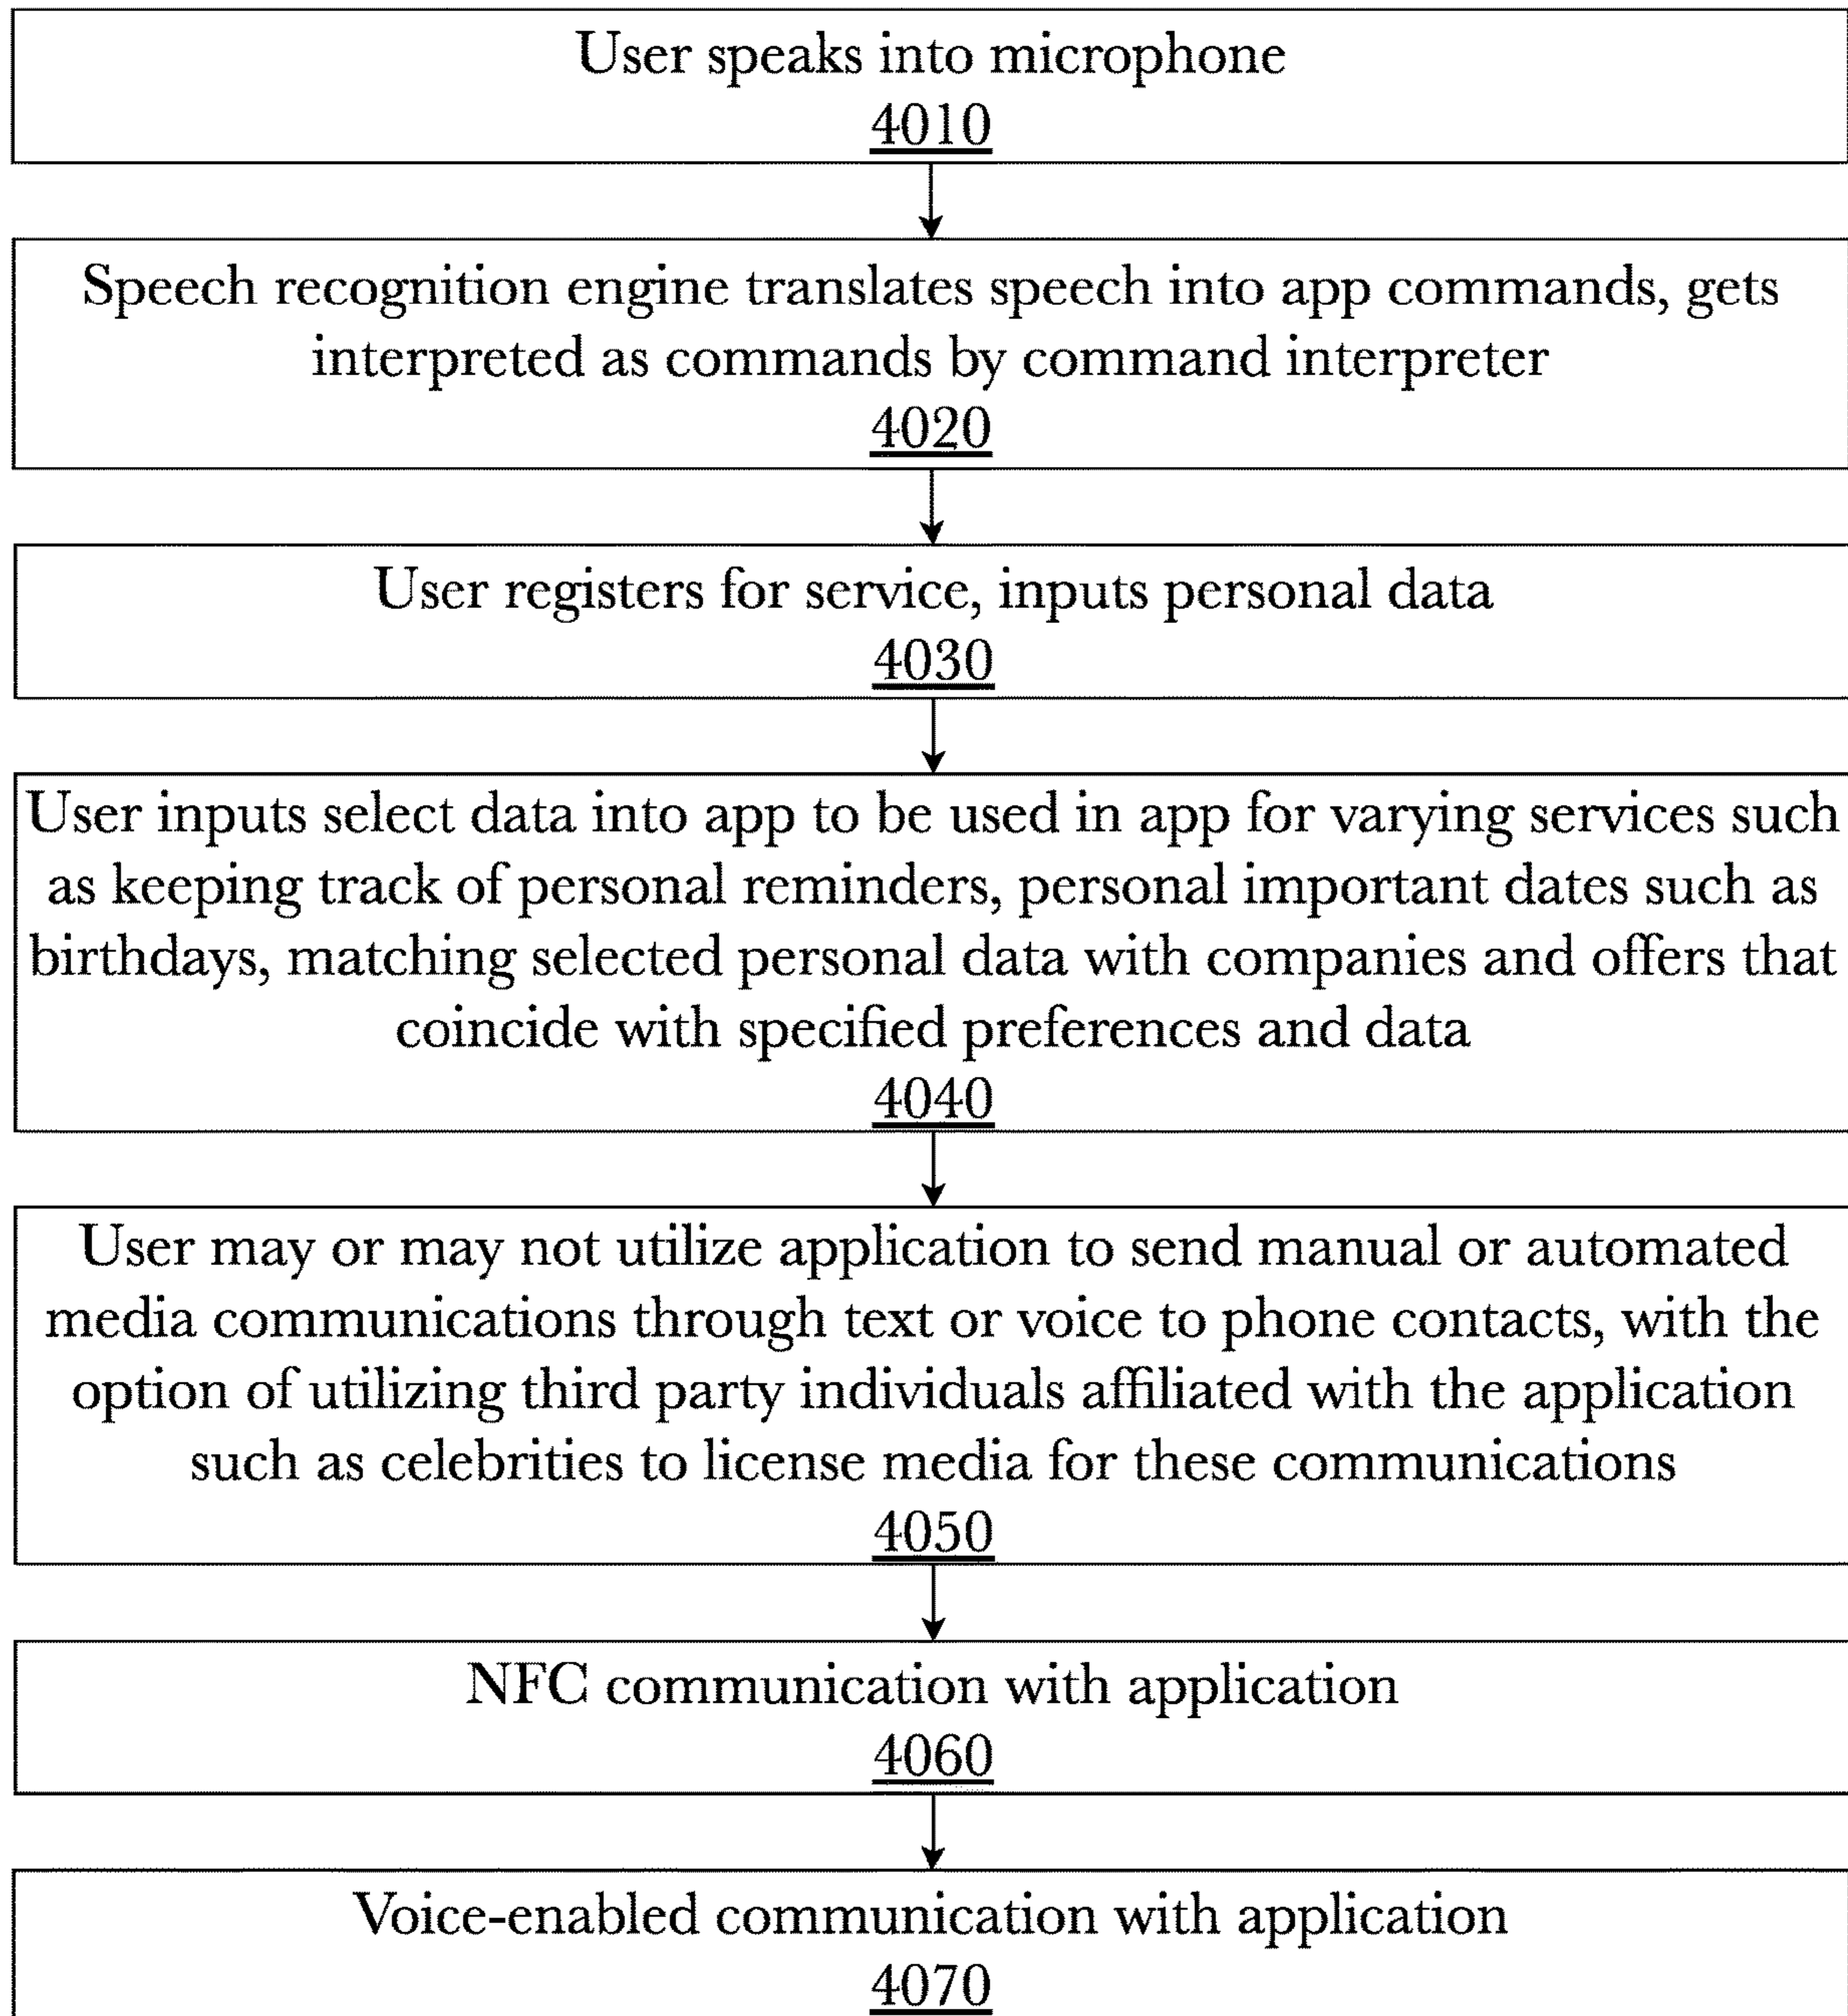 User speaks into microphone
4010
Speech recognition engine translates speech into app commands, gets
interpreted as commands by command interpreter
4020
User registers for service, inputs personal data
4030
User inputs select data into app to be used in app for varying services such
as keeping track of personal reminders, personal important dates such as
birthdays, matching selected personal data with companies and offers that
coincide with specified preferences and data
4040
User may or may not utilize application to send manual or automated
media communications through text or voice to phone contacts, with the
option of utilizing third party individuals affiliated with the application
such as celebrities to license media for these communications
4050
NFC communication with application
4060
Voice-enabled communication with application
4070